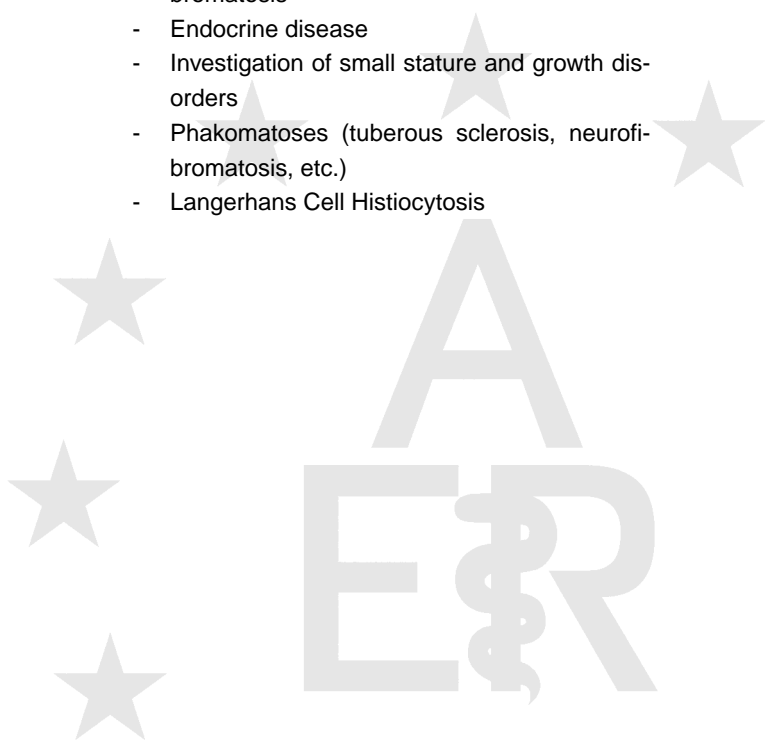 - Endocrine disease
- Investigation of small stature and growth dis-
orders
- Phakomatoses (tuberous sclerosis, neurofi-
bromatosis, etc.)
- Langerhans Cell Histiocytosis
A
ER